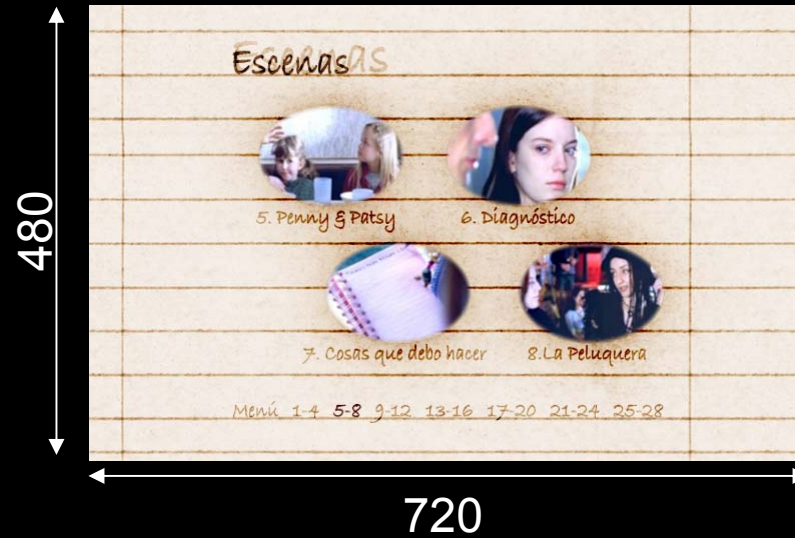 Escenas
5. Penny & Patsy
6. Diagnóstico
7. Cosas que debo hacer
8.La Peluquera
Menú 1-4 5-8 9-12 13-16 17-20 21-24 25-28
480
720